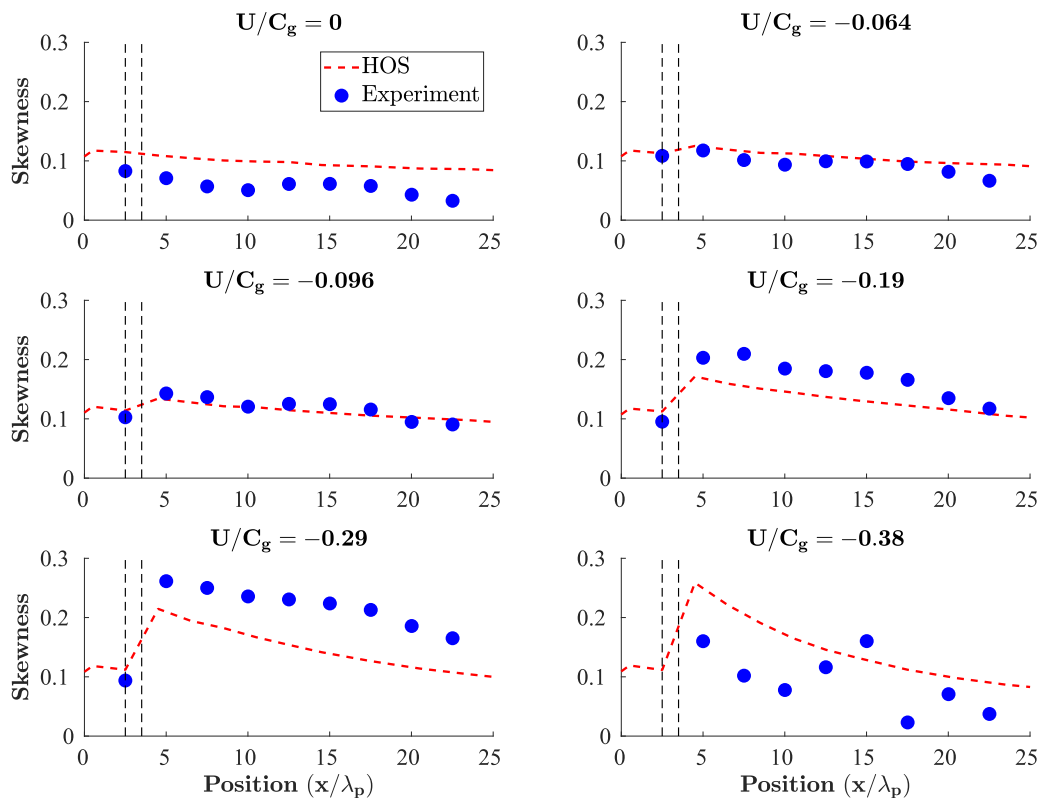 U/C_g = 0
U/C_g = −0.064
0.3
0.2
0.1
0
Skewness
HOS
Experiment
0 5 10 15 20 25
0.3
0.2
0.1
0
0 5 10 15 20 25
U/C_g = −0.096
U/C_g = −0.19
0.3
0.2
0.1
0
Skewness
0 5 10 15 20 25
0.3
0.2
0.1
0
0 5 10 15 20 25
U/C_g = −0.29
U/C_g = −0.38
0.3
0.2
0.1
0
Skewness
0 5 10 15 20 25
Position (x/λ_p)
0.3
0.2
0.1
0
0 5 10 15 20 25
Position (x/λ_p)